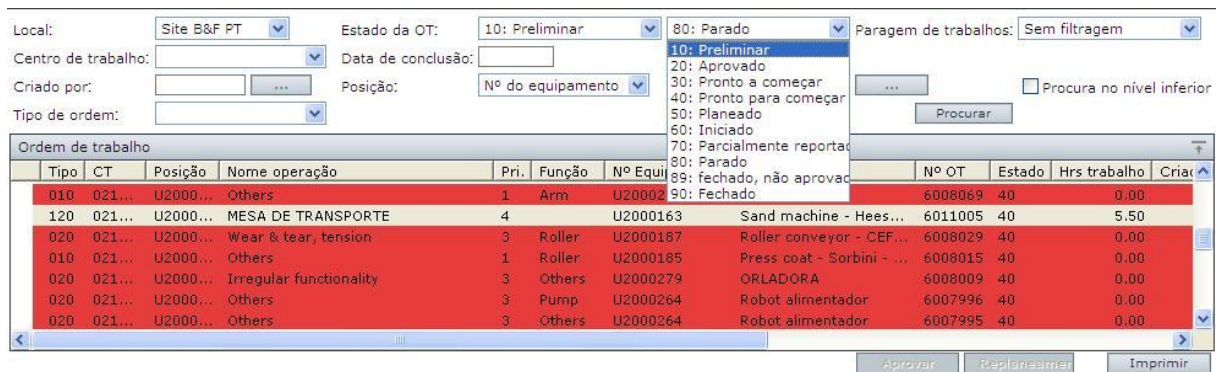 Local: Site B&F PT Estado da OT: 10: Preliminar 80: Parado Paragem de trabalhos: Sem filtragem
10: Preliminar
Centro de trabalho: Data de conclusão:
20: Aprovado
30: Pronto a começar
Criado por: ... Posição: Nº do equipamento ... Procura no nível inferior
40: Pronto para começar
50: Planeado
Tipo de ordem: Procurar
60: Iniciado
70: Parcialmente reportad
Ordem de trabalho
80: Parado
89: fechado, não aprovac
90: Fechado
Tipo CT Posição Nome operação Pri. Função Nº Equi Nº OT Estado Hrs trabalho Criac
010 021... U2000... Others 1 Arm U20002 6008069 40 0.00
120 021... U2000... MESA DE TRANSPORTE 4 U2000163 Sand machine - Hees... 6011005 40 5.50
020 021... U2000... Wear & tear, tension 3 Roller U2000187 Roller conveyor - CEF... 6008029 40 0.00
010 021... U2000... Others 1 Roller U2000185 Press coat - Sorbini - ... 6008015 40 0.00
020 021... U2000... Irregular functionality 3 Others U2000279 ORLADORA 6008009 40 0.00
020 021... U2000... Others 3 Pump U2000264 Robot alimentador 6007996 40 0.00
020 021... U2000... Others 3 Others U2000264 Robot alimentador 6007995 40 0.00
Aprovar Replaneamer Imprimir